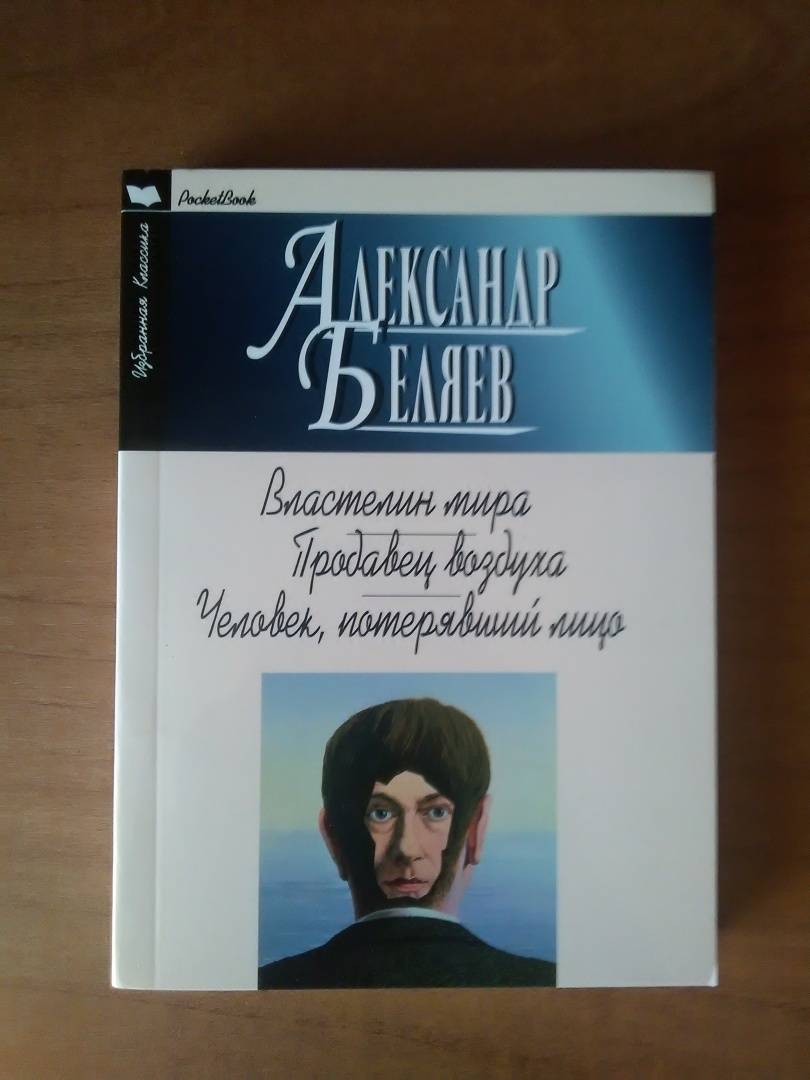 PocketBook
Избранная Классика
Александр
Беляев
Властелин мира
Продавец воздуха
Человек, потерявший лицо